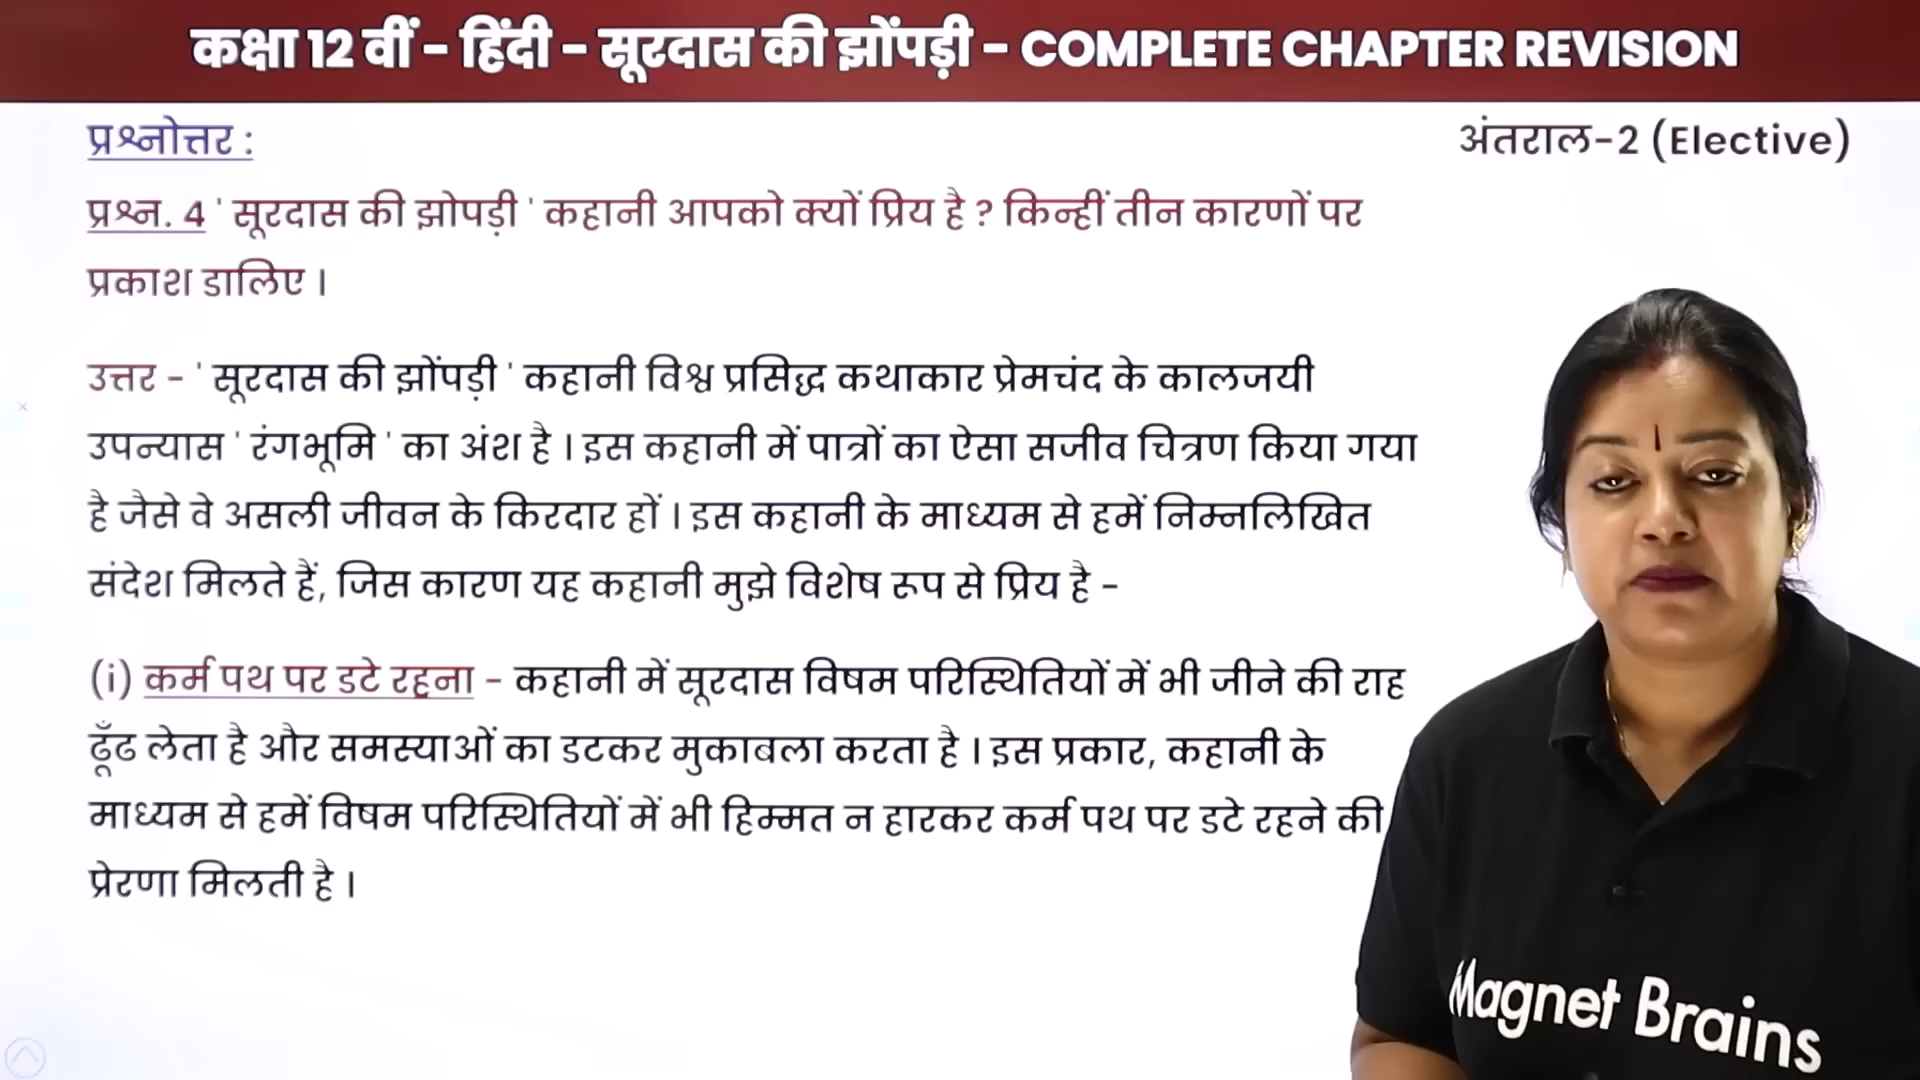 कक्षा 12 वीं - हिंदी - सूरदास की झोंपड़ी - COMPLETE CHAPTER REVISION
प्रश्नोत्तर :
अंतराल-2 (Elective)
प्रश्न. 4 ' सूरदास की झोपड़ी ' कहानी आपको क्यों प्रिय है ? किन्हीं तीन कारणों पर
प्रकाश डालिए ।
उत्तर - ' सूरदास की झोंपड़ी ' कहानी विश्व प्रसिद्ध कथाकार प्रेमचंद के कालजयी
उपन्यास ' रंगभूमि ' का अंश है । इस कहानी में पात्रों का ऐसा सजीव चित्रण किया गया
है जैसे वे असली जीवन के किरदार हों । इस कहानी के माध्यम से हमें निम्नलिखित
संदेश मिलते हैं, जिस कारण यह कहानी मुझे विशेष रूप से प्रिय है -
(i) कर्म पथ पर डटे रहना - कहानी में सूरदास विषम परिस्थितियों में भी जीने की राह
ढूँढ लेता है और समस्याओं का डटकर मुकाबला करता है । इस प्रकार, कहानी के
माध्यम से हमें विषम परिस्थितियों में भी हिम्मत न हारकर कर्म पथ पर डटे रहने की
प्रेरणा मिलती है ।
Magnet Brains